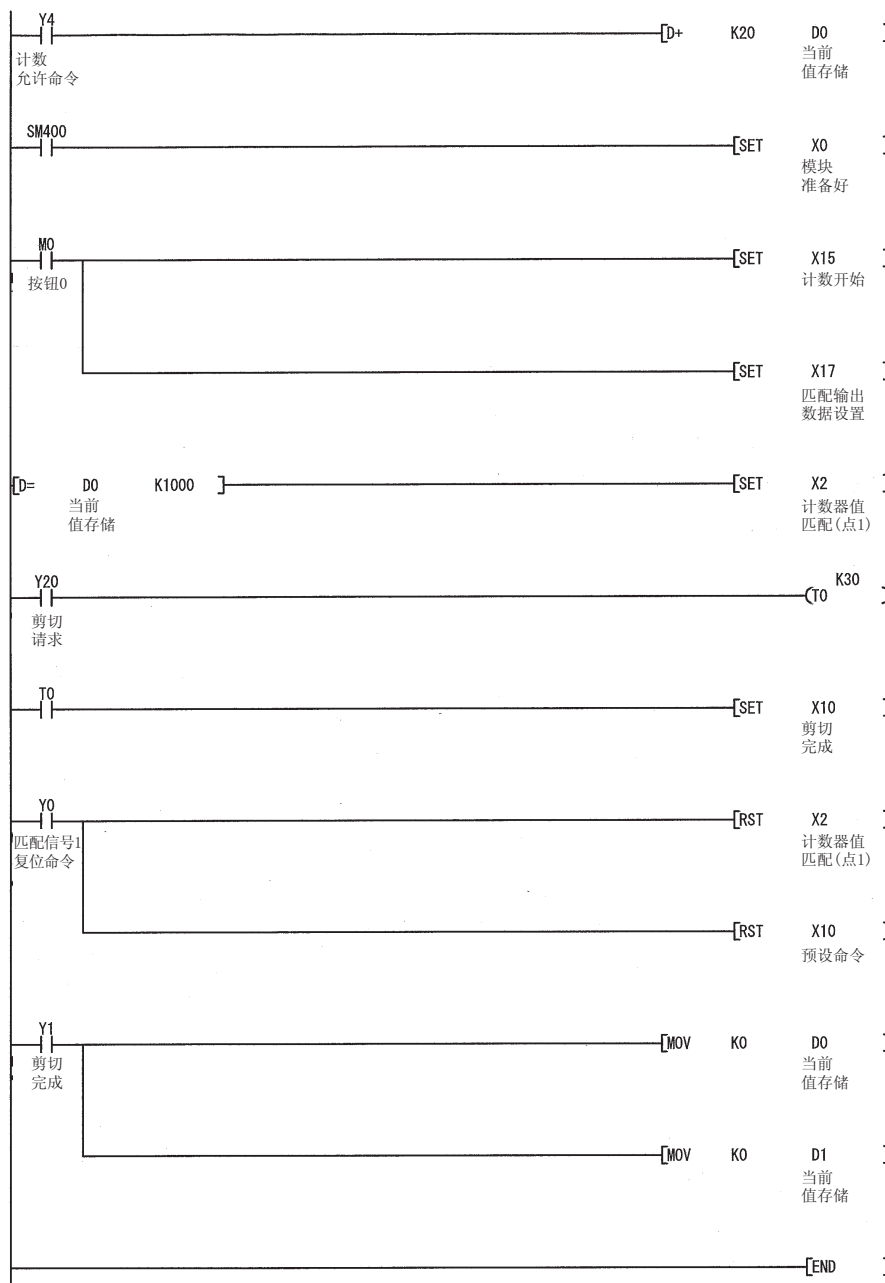 Y4
[D+ K20 D0 ]
计数
允许命令
当前
值存储
SM400
[SET X0 ]
模块
准备好
M0
[SET X15 ]
按钮0
计数开始
[SET X17 ]
匹配输出
数据设置
[D= D0 K1000 ]
[SET X2 ]
当前
值存储
计数器值
匹配(点1)
Y20
K30
(T0 )
剪切
请求
T0
[SET X10 ]
剪切
完成
Y0
[RST X2 ]
匹配信号1
复位命令
计数器值
匹配(点1)
[RST X10 ]
预设命令
Y1
[MOV K0 D0 ]
剪切
完成
当前
值存储
[MOV K0 D1 ]
当前
值存储
[END ]